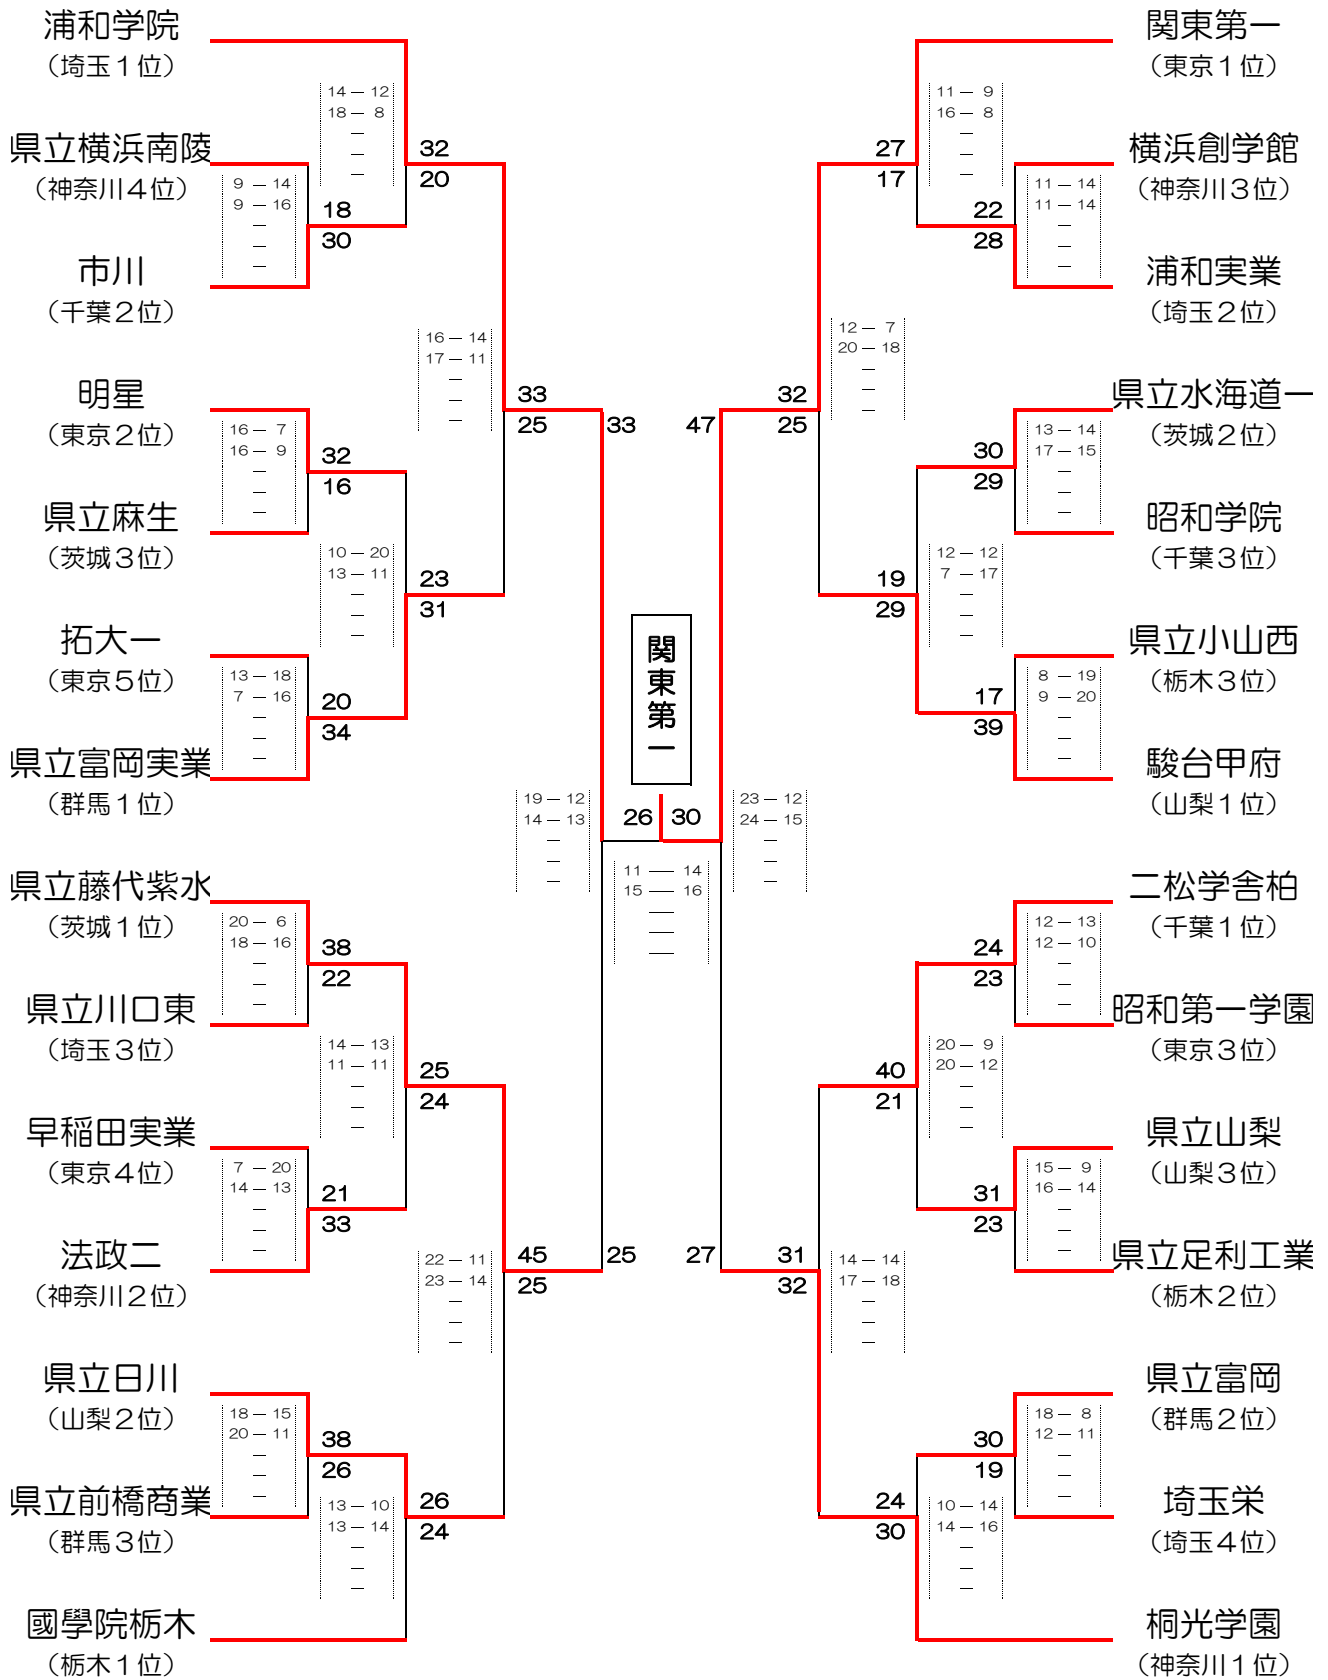 浦和学院
（埼玉１位）
14 ― 12
18 ― 8
県立横浜南陵
（神奈川４位）
9 ― 14
9 ― 16
32
20
18
30
市川
（千葉２位）
16 ― 14
17 ― 11
明星
（東京２位）
16 ― 7
16 ― 9
33
25
33
32
16
県立麻生
（茨城３位）
10 ― 20
13 ― 11
23
31
拓大一
（東京５位）
13 ― 18
7 ― 16
20
34
県立富岡実業
（群馬１位）
19 ― 12
14 ― 13
県立藤代紫水
（茨城１位）
20 ― 6
18 ― 16
38
22
県立川口東
（埼玉３位）
14 ― 13
11 ― 11
25
24
早稲田実業
（東京４位）
7 ― 20
14 ― 13
21
33
法政二
（神奈川２位）
22 ― 11
23 ― 14
45
25
25
県立日川
（山梨２位）
18 ― 15
20 ― 11
38
26
県立前橋商業
（群馬３位）
13 ― 10
13 ― 14
26
24
國學院栃木
（栃木１位）
関東第一
26
30
11 ― 14
15 ― 16
関東第一
（東京１位）
11 ― 9
16 ― 8
27
17
横浜創学館
（神奈川３位）
11 ― 14
11 ― 14
22
28
浦和実業
（埼玉２位）
12 ― 7
20 ― 18
47
32
25
県立水海道一
（茨城２位）
13 ― 14
17 ― 15
30
29
昭和学院
（千葉３位）
12 ― 12
7 ― 17
19
29
県立小山西
（栃木３位）
8 ― 19
9 ― 20
17
39
駿台甲府
（山梨１位）
23 ― 12
24 ― 15
二松学舎柏
（千葉１位）
12 ― 13
12 ― 10
24
23
昭和第一学園
（東京３位）
20 ― 9
20 ― 12
40
21
県立山梨
（山梨３位）
15 ― 9
16 ― 14
31
23
県立足利工業
（栃木２位）
14 ― 14
17 ― 18
27
31
32
県立富岡
（群馬２位）
18 ― 8
12 ― 11
30
19
埼玉栄
（埼玉４位）
10 ― 14
14 ― 16
24
30
桐光学園
（神奈川１位）